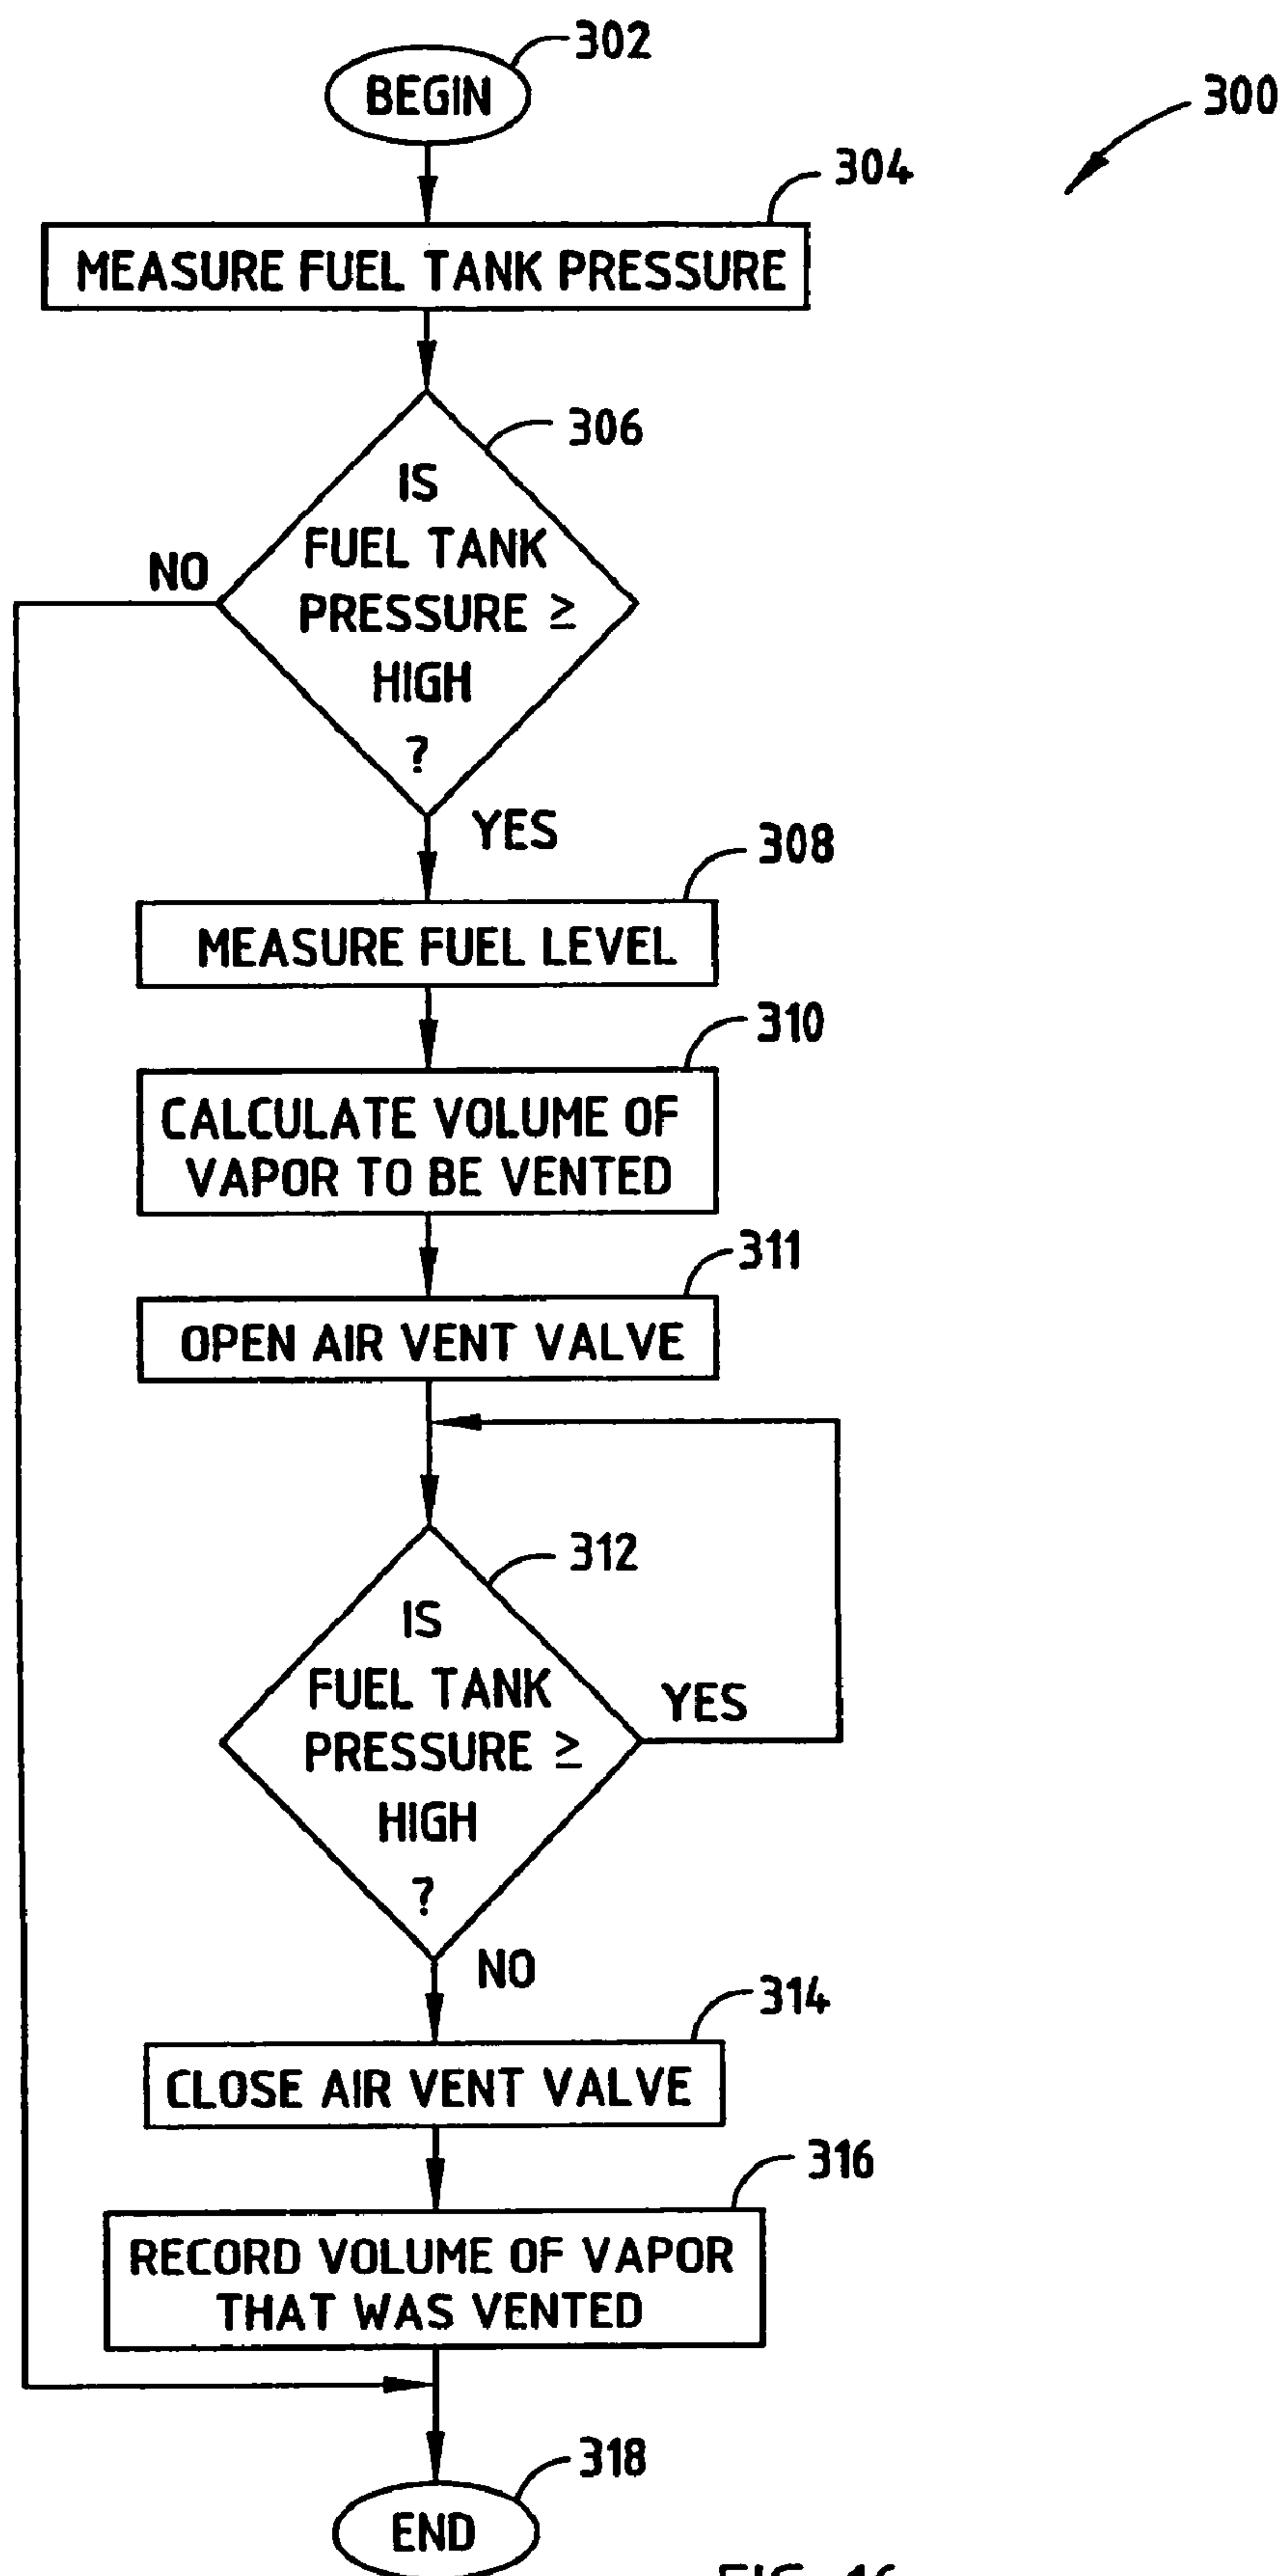 302
BEGIN
300
304
MEASURE FUEL TANK PRESSURE
306
IS
FUEL TANK
PRESSURE ≥
HIGH
?
NO
YES
308
MEASURE FUEL LEVEL
310
CALCULATE VOLUME OF
VAPOR TO BE VENTED
311
OPEN AIR VENT VALVE
312
IS
FUEL TANK
PRESSURE ≥
HIGH
?
YES
NO
314
CLOSE AIR VENT VALVE
316
RECORD VOLUME OF VAPOR
THAT WAS VENTED
318
END